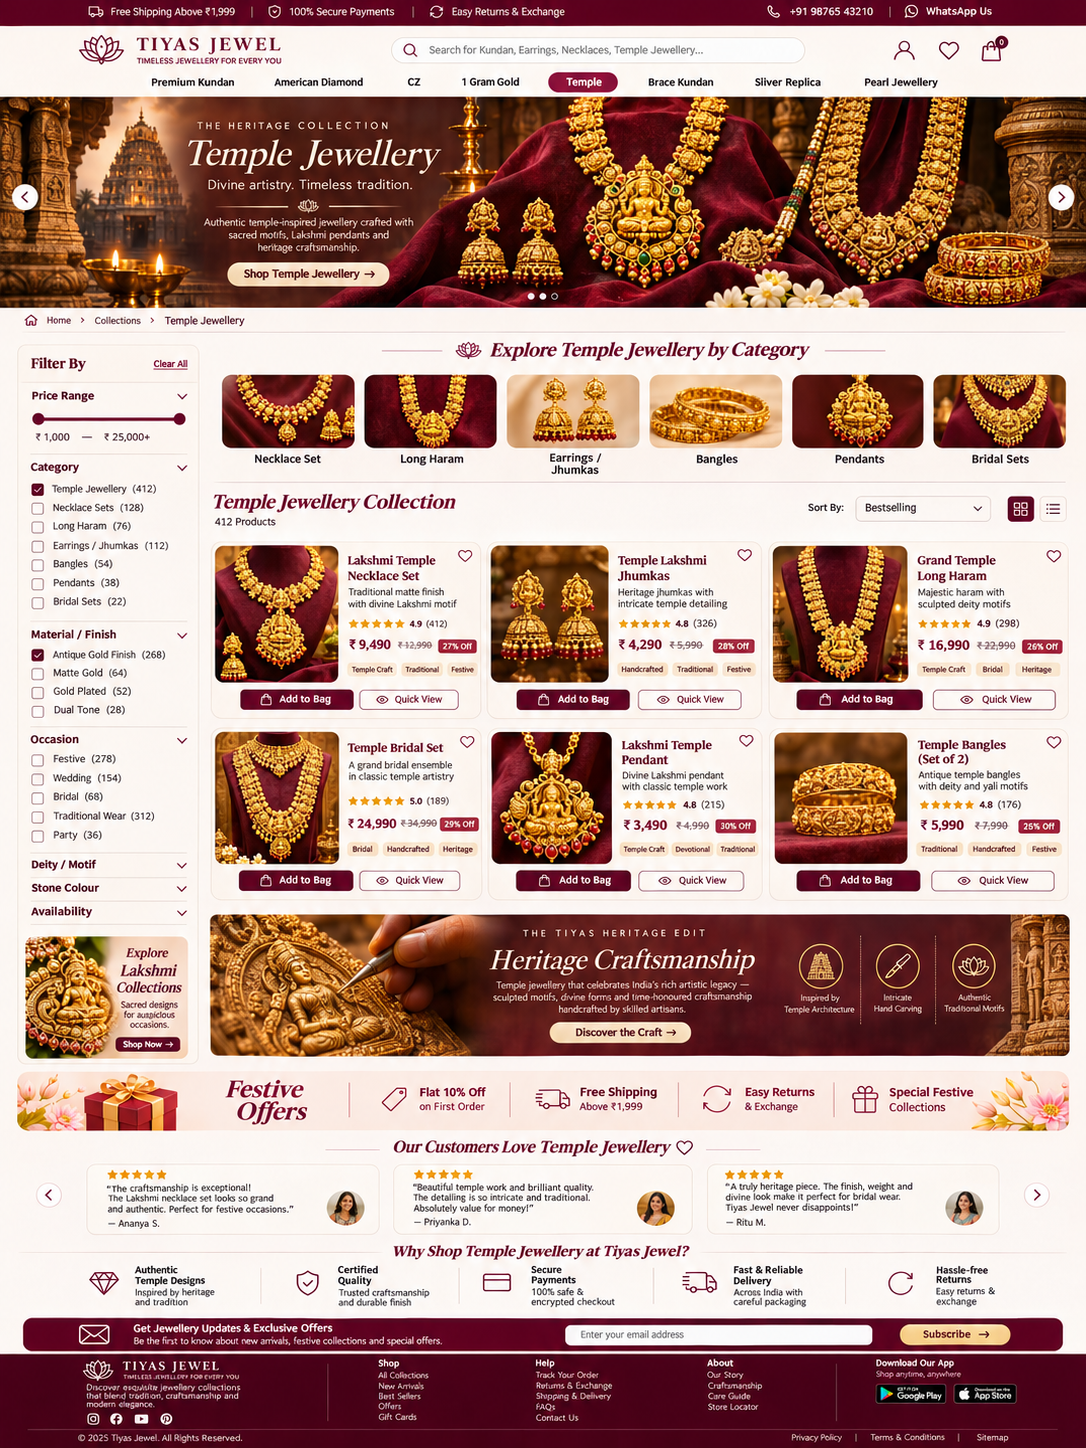 Free Shipping Above ₹1,999
100% Secure Payments
Easy Returns & Exchange
+91 98765 43210
WhatsApp Us
TIYAS JEWEL
TIMELESS JEWELLERY FOR EVERY YOU
Search for Kundan, Earrings, Necklaces, Temple Jewellery...
0
Premium Kundan
American Diamond
CZ
1 Gram Gold
Temple
Brace Kundan
Sliver Replica
Pearl Jewellery
THE HERITAGE COLLECTION
Temple Jewellery
Divine artistry. Timeless tradition.
Authentic temple-inspired jewellery crafted with
sacred motifs, Lakshmi pendants and
heritage craftsmanship.
Shop Temple Jewellery →
Home > Collections > Temple Jewellery
Filter By
Clear All
Price Range
₹ 1,000 — ₹ 25,000+
Category
Temple Jewellery (412)
Necklace Sets (128)
Long Haram (76)
Earrings / Jhumkas (112)
Bangles (54)
Pendants (38)
Bridal Sets (22)
Material / Finish
Antique Gold Finish (268)
Matte Gold (64)
Gold Plated (52)
Dual Tone (28)
Occasion
Festive (278)
Wedding (154)
Bridal (68)
Traditional Wear (312)
Party (36)
Deity / Motif
Stone Colour
Availability
Explore
Lakshmi
Collections
Sacred designs
for auspicious
occasions.
Shop Now →
Explore Temple Jewellery by Category
Necklace Set
Long Haram
Earrings /
Jhumkas
Bangles
Pendants
Bridal Sets
Temple Jewellery Collection
412 Products
Sort By:
Bestselling
Lakshmi Temple
Necklace Set
Traditional matte finish
with divine Lakshmi motif
4.9 (412)
₹ 9,490 ₹ 12,990 27% Off
Temple Craft Traditional Festive
Add to Bag
Quick View
Temple Lakshmi
Jhumkas
Heritage jhumkas with
intricate temple detailing
4.8 (326)
₹ 4,290 ₹ 5,990 28% Off
Handcrafted Traditional Festive
Add to Bag
Quick View
Grand Temple
Long Haram
Majestic haram with
sculpted deity motifs
4.9 (298)
₹ 16,990 ₹ 22,990 26% Off
Temple Craft Bridal Heritage
Add to Bag
Quick View
Temple Bridal Set
A grand bridal ensemble
in classic temple artistry
5.0 (189)
₹ 24,990 ₹ 34,990 29% Off
Bridal Handcrafted Heritage
Add to Bag
Quick View
Lakshmi Temple
Pendant
Divine Lakshmi pendant
with classic temple work
4.8 (215)
₹ 3,490 ₹ 4,990 30% Off
Temple Craft Devotional Traditional
Add to Bag
Quick View
Temple Bangles
(Set of 2)
Antique temple bangles
with deity and yali motifs
4.8 (176)
₹ 5,990 ₹ 7,990 25% Off
Traditional Handcrafted Festive
Add to Bag
Quick View
THE TIYAS HERITAGE EDIT
Heritage Craftsmanship
Temple jewellery that celebrates India's rich artistic legacy —
sculpted motifs, divine forms and time-honoured craftsmanship
handcrafted by skilled artisans.
Discover the Craft →
Inspired by
Temple Architecture
Intricate
Hand Carving
Authentic
Traditional Motifs
Festive
Offers
Flat 10% Off
on First Order
Free Shipping
Above ₹1,999
Easy Returns
& Exchange
Special Festive
Collections
Our Customers Love Temple Jewellery
"The craftsmanship is exceptional!
The Lakshmi necklace set looks so grand
and authentic. Perfect for festive occasions."
— Ananya S.
"Beautiful temple work and brilliant quality.
The detailing is so intricate and traditional.
Absolutely value for money!"
— Priyanka D.
"A truly heritage piece. The finish, weight and
divine look make it perfect for bridal wear.
Tiyas Jewel never disappoints!"
— Ritu M.
Why Shop Temple Jewellery at Tiyas Jewel?
Authentic
Temple Designs
Inspired by heritage
and tradition
Certified
Quality
Trusted craftsmanship
and durable finish
Secure
Payments
100% safe &
encrypted checkout
Fast & Reliable
Delivery
Across India with
careful packaging
Hassle-free
Returns
Easy returns &
exchange
Get Jewellery Updates & Exclusive Offers
Be the first to know about new arrivals, festive collections and special offers.
Enter your email address
Subscribe →
TIYAS JEWEL
TIMELESS JEWELLERY FOR EVERY YOU
Discover exquisite jewellery collections
that blend tradition, craftsmanship and
modern elegance.
Shop
All Collections
New Arrivals
Best Sellers
Offers
Gift Cards
Help
Track Your Order
Returns & Exchange
Shipping & Delivery
FAQs
Contact Us
About
Our Story
Craftsmanship
Care Guide
Store Locator
Download Our App
Shop anytime, anywhere
Google Play
Download on the
App Store
© 2025 Tiyas Jewel. All Rights Reserved.
Privacy Policy | Terms & Conditions | Sitemap